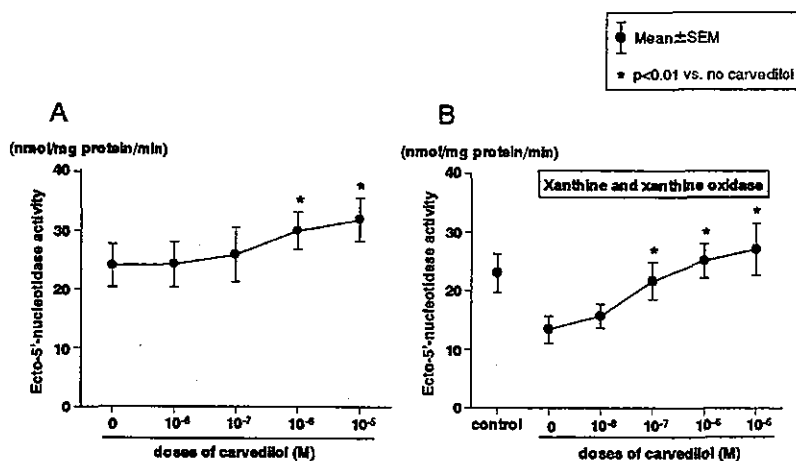 Mean±SEM
* p<0.01 vs. no carvedilol
A
(nmol/mg protein/min)
Ecto-5'-nucleotidase activity
40
30
20
10
0
* *
0 10⁻⁸ 10⁻⁷ 10⁻⁶ 10⁻⁵
doses of carvedilol (M)
B
(nmol/mg protein/min)
Xanthine and xanthine oxidase
Ecto-5'-nucleotidase activity
40
30
20
10
0
* * *
control 0 10⁻⁸ 10⁻⁷ 10⁻⁶ 10⁻⁵
doses of carvedilol (M)